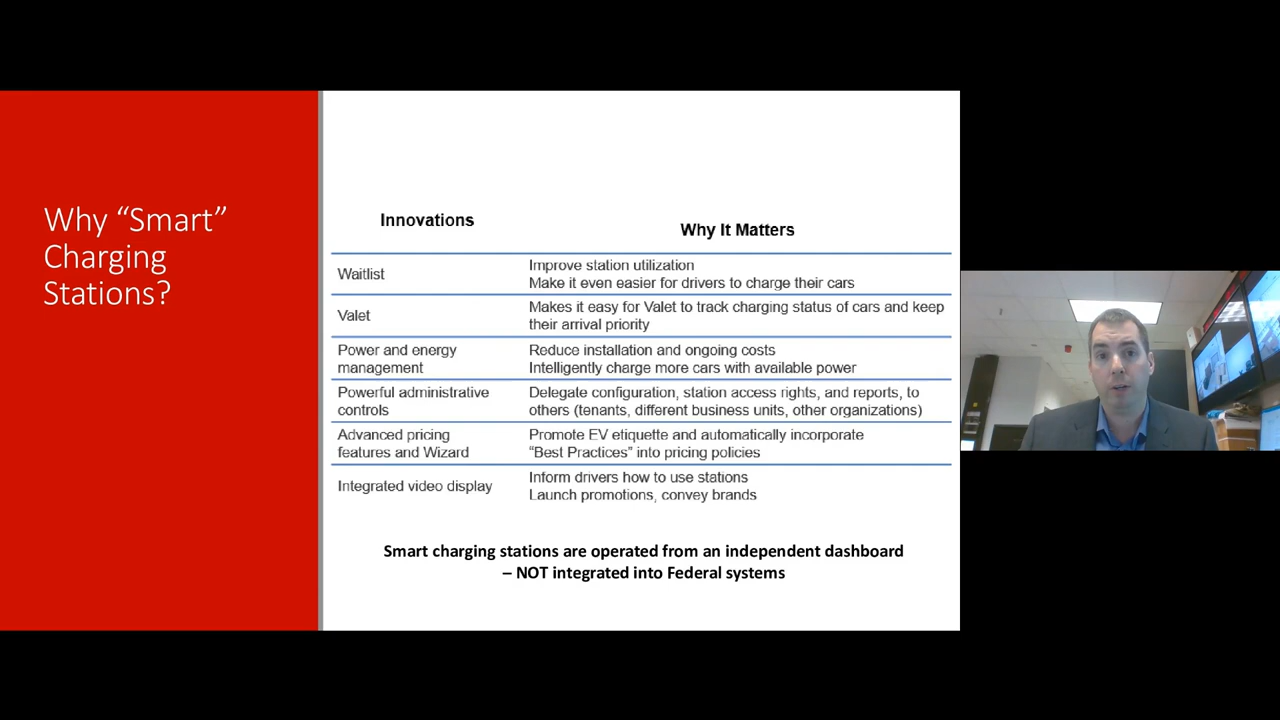 Why “Smart”
Charging
Stations?
Innovations
Why It Matters
Waitlist
Improve station utilization
Make it even easier for drivers to charge their cars
Valet
Makes it easy for Valet to track charging status of cars and keep
their arrival priority
Power and energy
management
Reduce installation and ongoing costs
Intelligently charge more cars with available power
Powerful administrative
controls
Delegate configuration, station access rights, and reports, to
others (tenants, different business units, other organizations)
Advanced pricing
features and Wizard
Promote EV etiquette and automatically incorporate
“Best Practices” into pricing policies
Integrated video display
Inform drivers how to use stations
Launch promotions, convey brands
Smart charging stations are operated from an independent dashboard
– NOT integrated into Federal systems